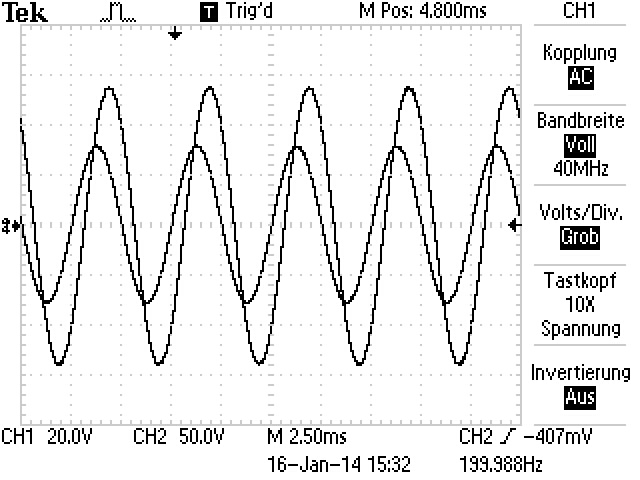 Tek T Trig'd M Pos: 4.800ms CH1
Kopplung
AC
Bandbreite
Voll
40MHz
Volts/Div.
Grob
Tastkopf
10X
Spannung
Invertierung
Aus
CH1 20.0V CH2 50.0V M 2.50ms CH2 -407mV
16-Jan-14 15:32 199.988Hz